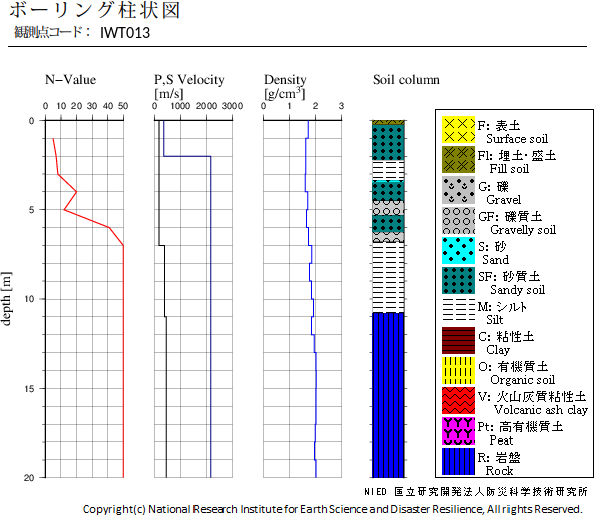 ボーリング柱状図
観測点コード： IWT013
N−Value
P,S Velocity
[m/s]
Density
[g/cm³]
Soil column
0 10 20 30 40 50
0 1000 2000 3000
0 1 2 3
0
5
10
15
20
depth [m]
F: 表土
Surface soil
Fl: 埋土・盛土
Fill soil
G: 礫
Gravel
GF: 礫質土
Gravelly soil
S: 砂
Sand
SF: 砂質土
Sandy soil
M: シルト
Silt
C: 粘性土
Clay
O: 有機質土
Organic soil
V: 火山灰質粘性土
Volcanic ash clay
Pt: 高有機質土
Peat
R: 岩盤
Rock
NIED 国立研究開発法人防災科学技術研究所
Copyright(c) National Research Institute for Earth Science and Disaster Resilience, All rights Reserved.